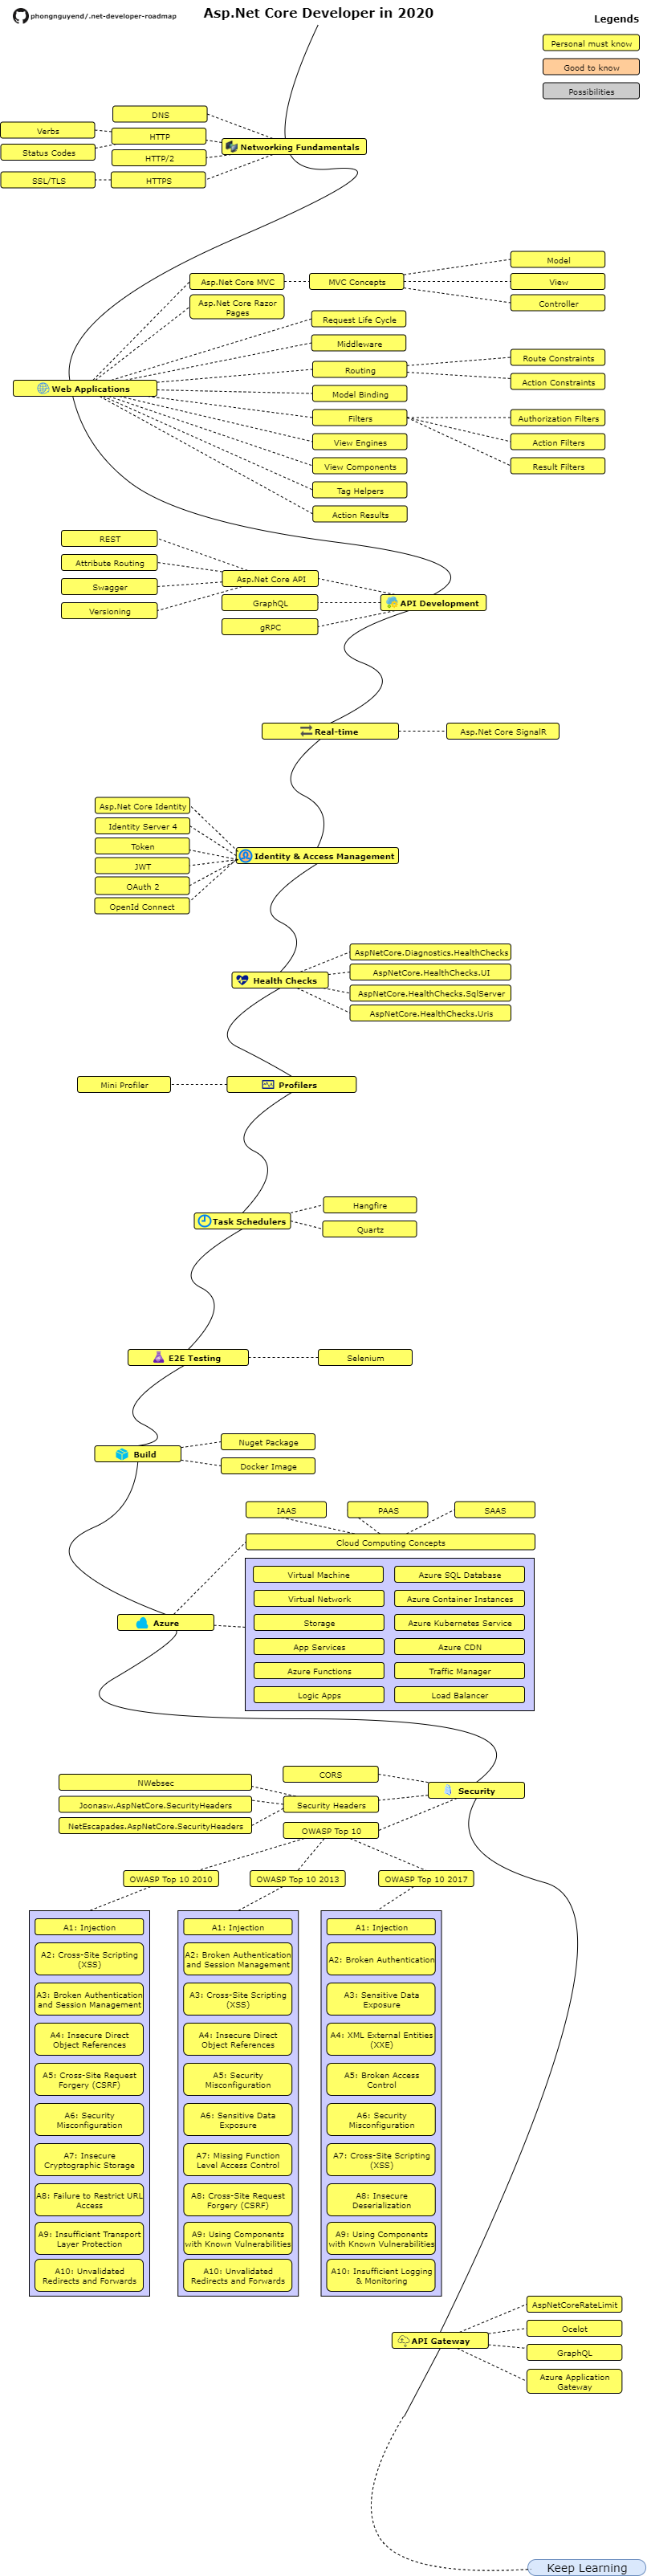 phongnguyend/.net-developer-roadmap
Asp.Net Core Developer in 2020
Legends
Personal must know
Good to know
Possibilities
DNS
Verbs
HTTP
Status Codes
HTTP/2
SSL/TLS
HTTPS
Networking Fundamentals
Asp.Net Core MVC
MVC Concepts
Model
View
Controller
Asp.Net Core Razor
Pages
Request Life Cycle
Middleware
Routing
Route Constraints
Action Constraints
Web Applications
Model Binding
Filters
Authorization Filters
Action Filters
Result Filters
View Engines
View Components
Tag Helpers
Action Results
REST
Attribute Routing
Swagger
Versioning
Asp.Net Core API
GraphQL
gRPC
API Development
Real-time
Asp.Net Core SignalR
Asp.Net Core Identity
Identity Server 4
Token
JWT
OAuth 2
OpenId Connect
Identity & Access Management
AspNetCore.Diagnostics.HealthChecks
AspNetCore.HealthChecks.UI
AspNetCore.HealthChecks.SqlServer
AspNetCore.HealthChecks.Uris
Health Checks
Mini Profiler
Profilers
Task Schedulers
Hangfire
Quartz
E2E Testing
Selenium
Build
Nuget Package
Docker Image
IAAS
PAAS
SAAS
Cloud Computing Concepts
Virtual Machine
Azure SQL Database
Virtual Network
Azure Container Instances
Azure
Storage
Azure Kubernetes Service
App Services
Azure CDN
Azure Functions
Traffic Manager
Logic Apps
Load Balancer
CORS
NWebsec
Security
Joonasw.AspNetCore.SecurityHeaders
Security Headers
NetEscapades.AspNetCore.SecurityHeaders
OWASP Top 10
OWASP Top 10 2010
OWASP Top 10 2013
OWASP Top 10 2017
A1: Injection
A2: Cross-Site Scripting
(XSS)
A3: Broken Authentication
and Session Management
A4: Insecure Direct
Object References
A5: Cross-Site Request
Forgery (CSRF)
A6: Security
Misconfiguration
A7: Insecure
Cryptographic Storage
A8: Failure to Restrict URL
Access
A9: Insufficient Transport
Layer Protection
A10: Unvalidated
Redirects and Forwards
A1: Injection
A2: Broken Authentication
and Session Management
A3: Cross-Site Scripting
(XSS)
A4: Insecure Direct
Object References
A5: Security
Misconfiguration
A6: Sensitive Data
Exposure
A7: Missing Function
Level Access Control
A8: Cross-Site Request
Forgery (CSRF)
A9: Using Components
with Known Vulnerabilities
A10: Unvalidated
Redirects and Forwards
A1: Injection
A2: Broken Authentication
A3: Sensitive Data
Exposure
A4: XML External Entities
(XXE)
A5: Broken Access
Control
A6: Security
Misconfiguration
A7: Cross-Site Scripting
(XSS)
A8: Insecure
Deserialization
A9: Using Components
with Known Vulnerabilities
A10: Insufficient Logging
& Monitoring
AspNetCoreRateLimit
Ocelot
API Gateway
GraphQL
Azure Application
Gateway
Keep Learning